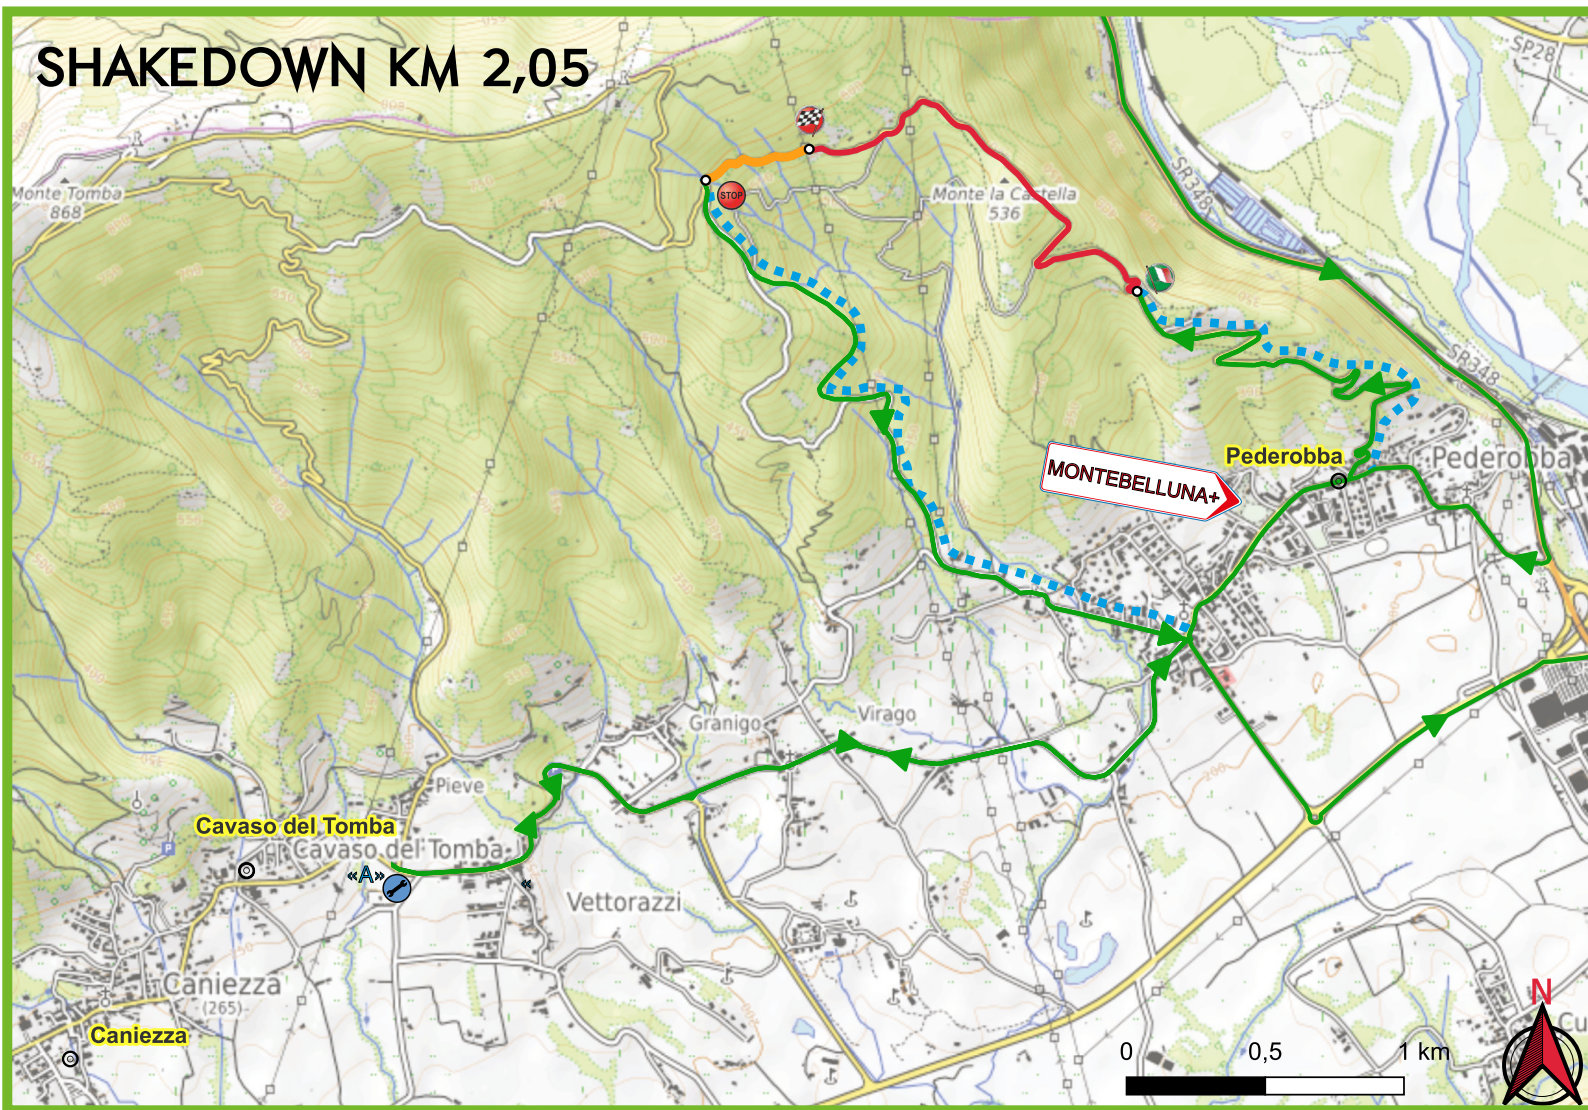 SHAKEDOWN KM 2,05
SP28
Monte Tomba
868
STOP
Monte la Castella
536
SR348
SR348
Pederobba
Pederobba
MONTEBELLUNA+
Granigo
Virago
Pieve
Cavaso del Tomba
Cavaso del Tomba
P
«A»
«
Vettorazzi
Caniezza
(265)
Caniezza
N
Cu
0 0,5 1 km